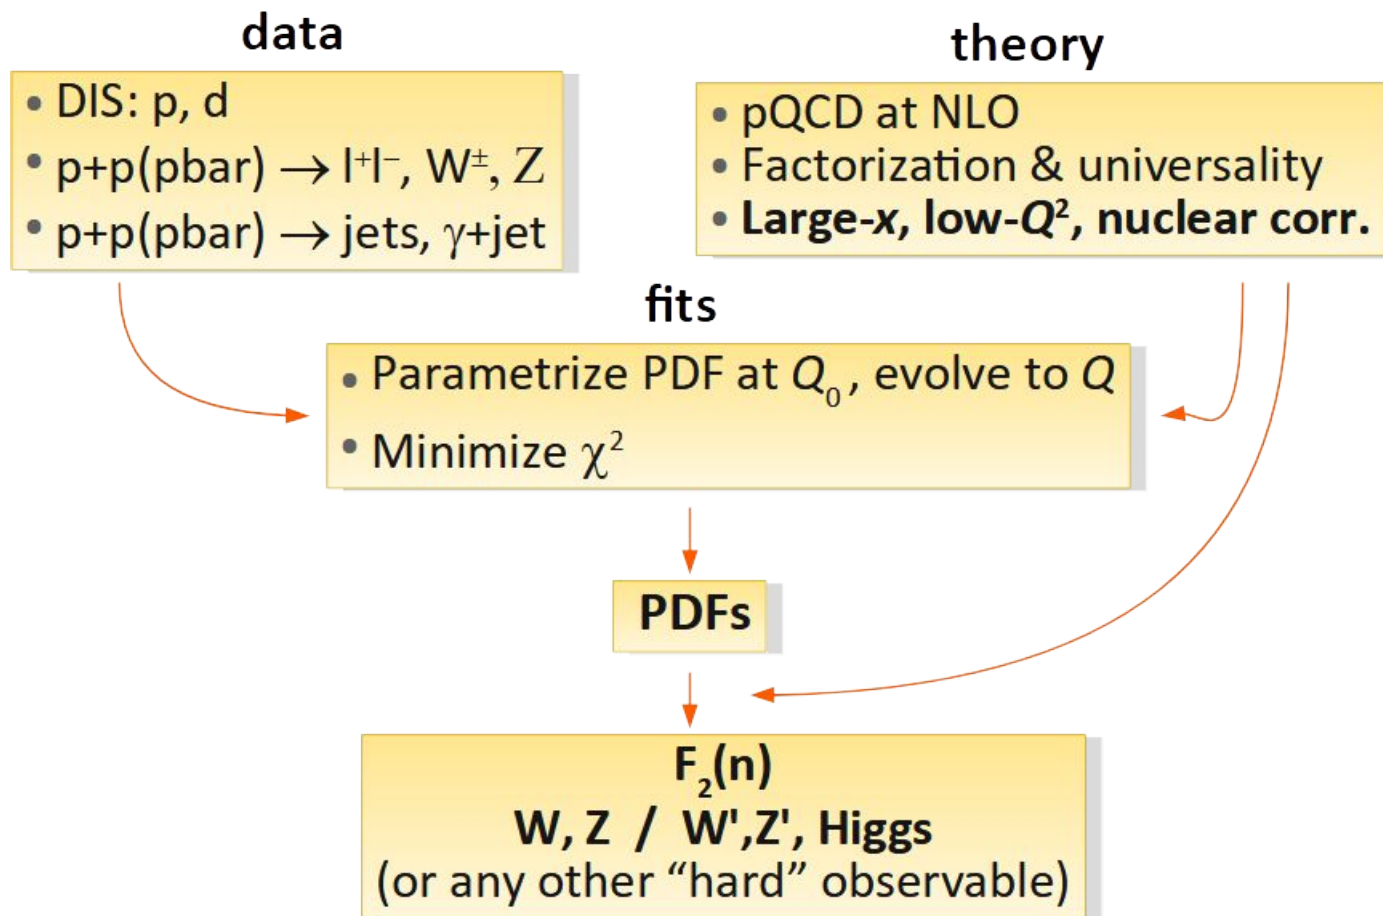 data
• DIS: p, d
• p+p(pbar) → l⁺l⁻, W±, Z
• p+p(pbar) → jets, γ+jet
theory
• pQCD at NLO
• Factorization & universality
• Large-x, low-Q², nuclear corr.
fits
• Parametrize PDF at Q₀, evolve to Q
• Minimize χ²
PDFs
F₂(n)
W, Z / W',Z', Higgs
(or any other “hard” observable)